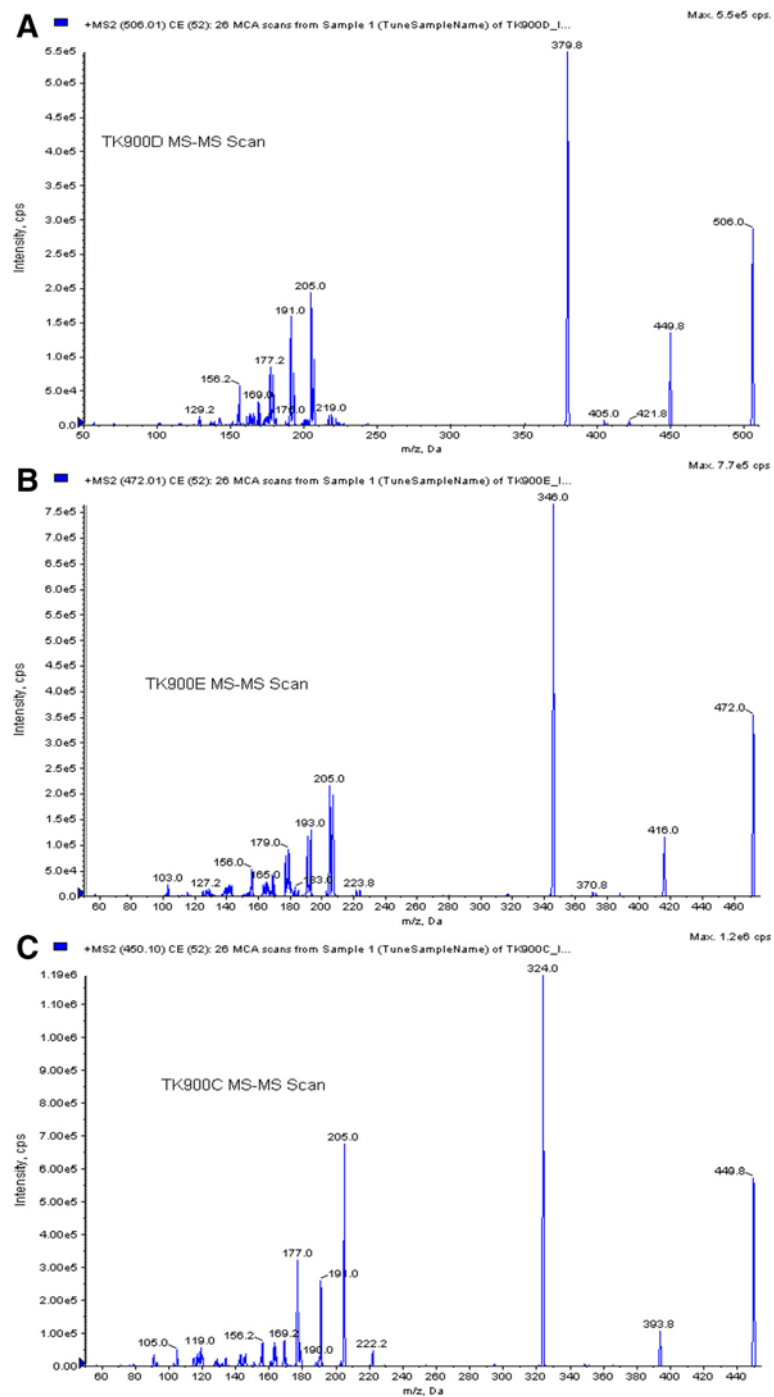 A
+MS2 (506.01) CE (52): 26 MCA scans from Sample 1 (TuneSampleName) of TK900D_I...
Max. 5.5e5 cps.
5.5e5
5.0e5
4.5e5
4.0e5
3.5e5
3.0e5
2.5e5
2.0e5
1.5e5
1.0e5
5.0e4
0.0
Intensity, cps
TK900D MS-MS Scan
379.8
506.0
449.8
205.0
191.0
177.2
156.2
169.0
129.2
176.0
219.0
405.0
421.8
50 100 150 200 250 300 350 400 450 500
m/z, Da
B
+MS2 (472.01) CE (52): 26 MCA scans from Sample 1 (TuneSampleName) of TK900E_I...
Max. 7.7e5 cps
7.5e5
7.0e5
6.5e5
6.0e5
5.5e5
5.0e5
4.5e5
4.0e5
3.5e5
3.0e5
2.5e5
2.0e5
1.5e5
1.0e5
5.0e4
0.0
Intensity, cps
TK900E MS-MS Scan
346.0
472.0
416.0
205.0
193.0
179.0
156.0
165.0
103.0
127.2
183.0
223.8
370.8
60 80 100 120 140 160 180 200 220 240 260 280 300 320 340 360 380 400 420 440 460
m/z, Da
C
+MS2 (450.10) CE (52): 26 MCA scans from Sample 1 (TuneSampleName) of TK900C_I...
Max. 1.2e6 cps
1.19e6
1.10e6
1.00e6
9.00e5
8.00e5
7.00e5
6.00e5
5.00e5
4.00e5
3.00e5
2.00e5
1.00e5
0.00
Intensity, cps
TK900C MS-MS Scan
324.0
205.0
449.8
177.0
191.0
393.8
105.0
119.0
156.2
169.2
190.0
222.2
60 80 100 120 140 160 180 200 220 240 260 280 300 320 340 360 380 400 420 440
m/z, Da